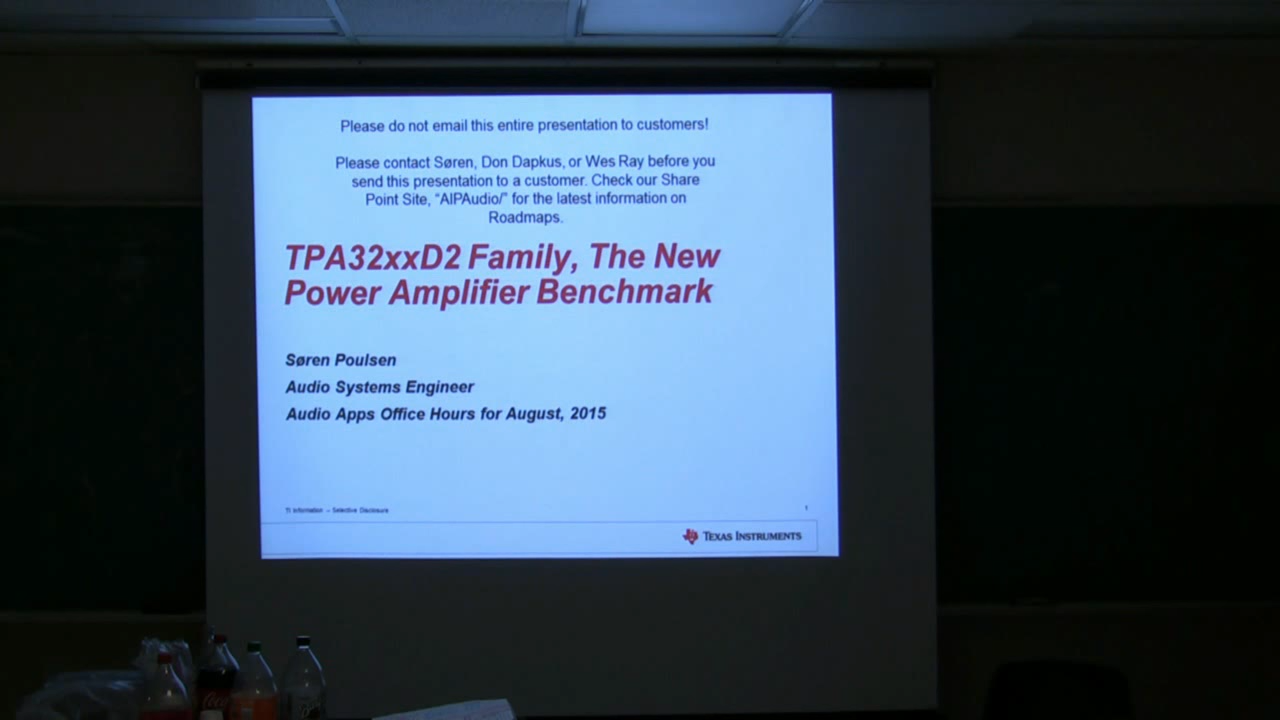 Please do not email this entire presentation to customers!
Please contact Søren, Don Dapkus, or Wes Ray before you
send this presentation to a customer. Check our Share
Point Site, “AIPAudio/” for the latest information on
Roadmaps.
TPA32xxD2 Family, The New
Power Amplifier Benchmark
Søren Poulsen
Audio Systems Engineer
Audio Apps Office Hours for August, 2015
TI Information – Selective Disclosure
1
TEXAS INSTRUMENTS